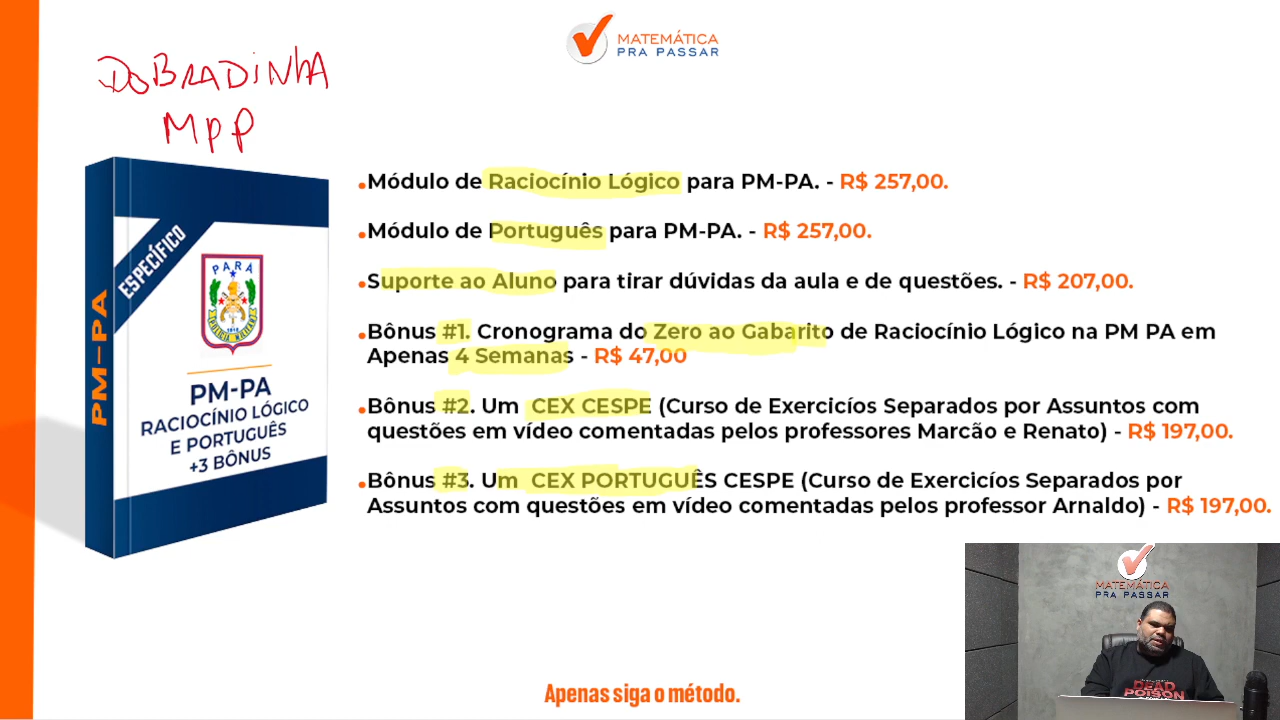 MATEMÁTICA
PRA PASSAR
DOBRADINHA
MPP
ESPECÍFICO
PARÁ
PM-PA
PM-PA
RACIOCÍNIO LÓGICO
E PORTUGUÊS
+3 BÔNUS
•Módulo de Raciocínio Lógico para PM-PA. - R$ 257,00.
•Módulo de Português para PM-PA. - R$ 257,00.
•Suporte ao Aluno para tirar dúvidas da aula e de questões. - R$ 207,00.
•Bônus #1. Cronograma do Zero ao Gabarito de Raciocínio Lógico na PM PA em
Apenas 4 Semanas - R$ 47,00
•Bônus #2. Um CEX CESPE (Curso de Exercicíos Separados por Assuntos com
questões em vídeo comentadas pelos professores Marcão e Renato) - R$ 197,00.
•Bônus #3. Um CEX PORTUGUÊS CESPE (Curso de Exercicíos Separados por
Assuntos com questões em vídeo comentadas pelo professor Arnaldo) - R$ 197,00.
MATEMÁTICA
PRA PASSAR
DEAD
POISON
Apenas siga o método.